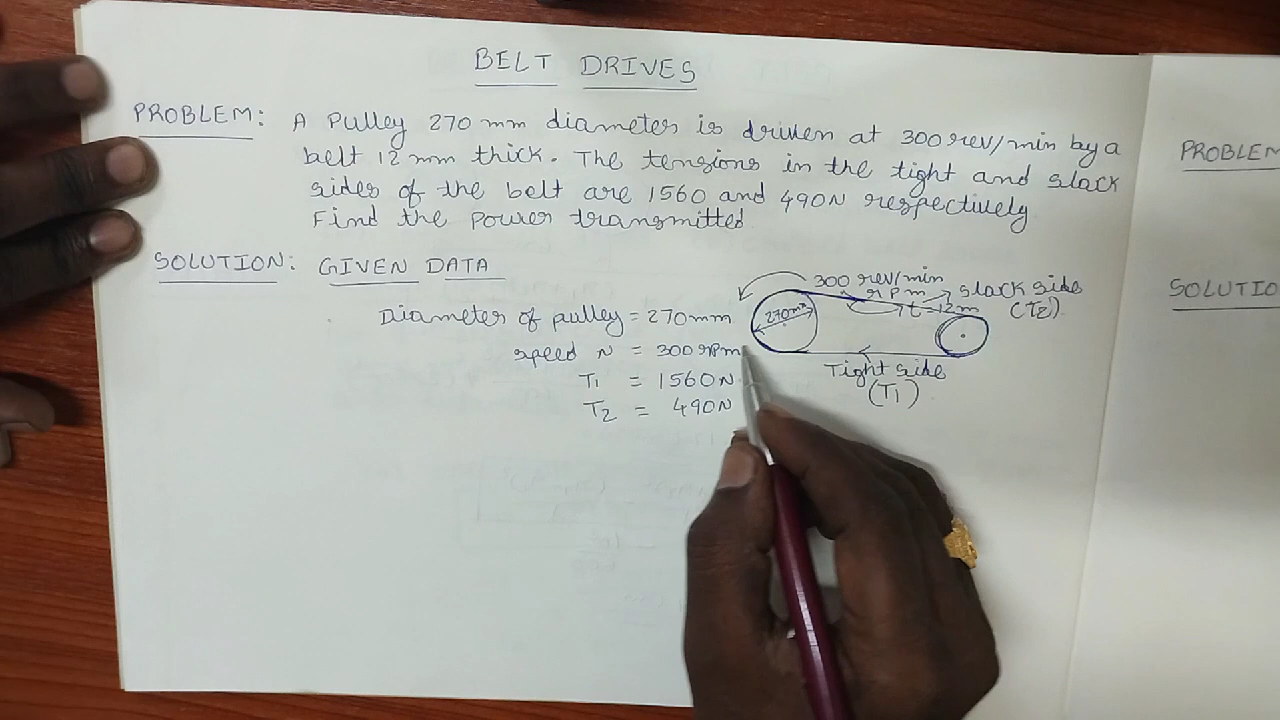 BELT DRIVES
PROBLEM: A Pulley 270 mm diameter is driven at 300 rev/min by a
belt 12 mm thick. The tensions in the tight and slack
sides of the belt are 1560 and 490N respectively
Find the power transmitted
SOLUTION: GIVEN DATA
Diameter of pulley = 270mm
speed N = 300 rpm
T1 = 1560N
T2 = 490N
300 rev/min
rpm
slack side
(T2)
t = 12m
270mm
Tight side
(T1)
PROBLEM
SOLUTIO